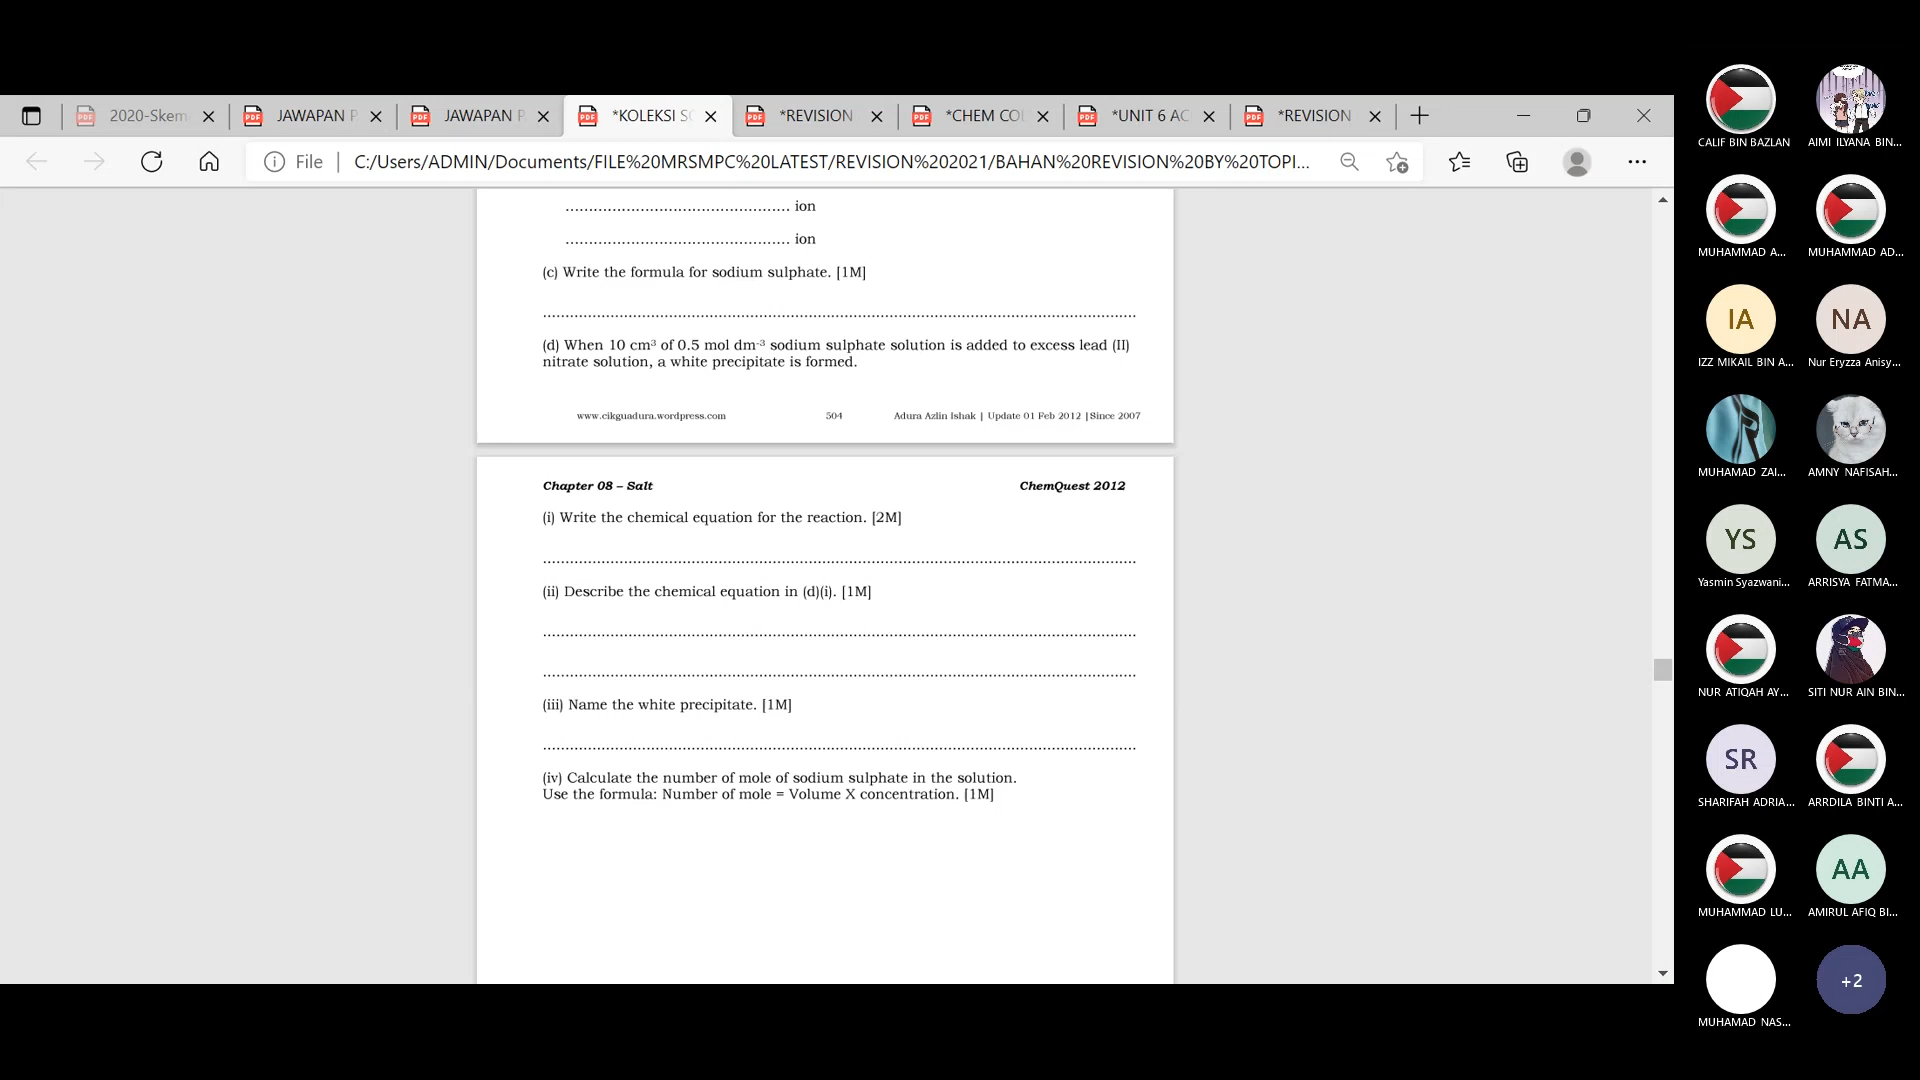 2020-Skem
JAWAPAN P
JAWAPAN P
*KOLEKSI SO
*REVISION
*CHEM COL
*UNIT 6 AC
*REVISION
File
C:/Users/ADMIN/Documents/FILE%20MRSMPC%20LATEST/REVISION%202021/BAHAN%20REVISION%20BY%20TOPI...
................................................ ion
................................................ ion
(c) Write the formula for sodium sulphate. [1M]
(d) When 10 cm³ of 0.5 mol dm⁻³ sodium sulphate solution is added to excess lead (II)
nitrate solution, a white precipitate is formed.
www.cikguadura.wordpress.com 504 Adura Azlin Ishak | Update 01 Feb 2012 |Since 2007
Chapter 08 – Salt ChemQuest 2012
(i) Write the chemical equation for the reaction. [2M]
(ii) Describe the chemical equation in (d)(i). [1M]
(iii) Name the white precipitate. [1M]
(iv) Calculate the number of mole of sodium sulphate in the solution.
Use the formula: Number of mole = Volume X concentration. [1M]
CALIF BIN BAZLAN
AIMI ILYANA BIN...
MUHAMMAD A...
MUHAMMAD AD...
IA
NA
IZZ MIKAIL BIN A...
Nur Eryzza Anisy...
MUHAMAD ZAI...
AMNY NAFISAH...
YS
AS
Yasmin Syazwani...
ARRISYA FATMA...
NUR ATIQAH AY...
SITI NUR AIN BIN...
SR
SHARIFAH ADRIA...
ARRDILA BINTI A...
AA
MUHAMMAD LU...
AMIRUL AFIQ BI...
+2
MUHAMAD NAS...